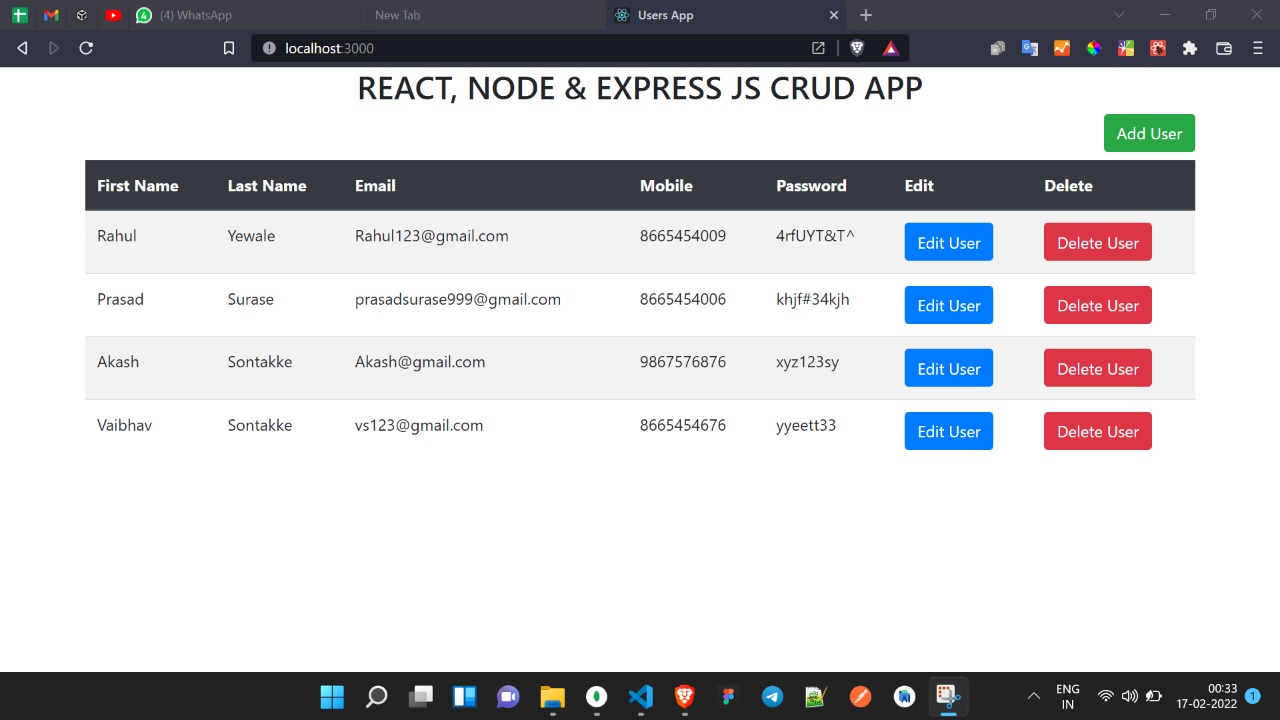 (4) WhatsApp New Tab Users App
localhost:3000
REACT, NODE & EXPRESS JS CRUD APP
Add User
First Name Last Name Email Mobile Password Edit Delete
Rahul Yewale Rahul123@gmail.com 8665454009 4rfUYT&T^ Edit User Delete User
Prasad Surase prasadsurase999@gmail.com 8665454006 khjf#34kjh Edit User Delete User
Akash Sontakke Akash@gmail.com 9867576876 xyz123sy Edit User Delete User
Vaibhav Sontakke vs123@gmail.com 8665454676 yyeett33 Edit User Delete User
ENG 00:33
IN 17-02-2022 1